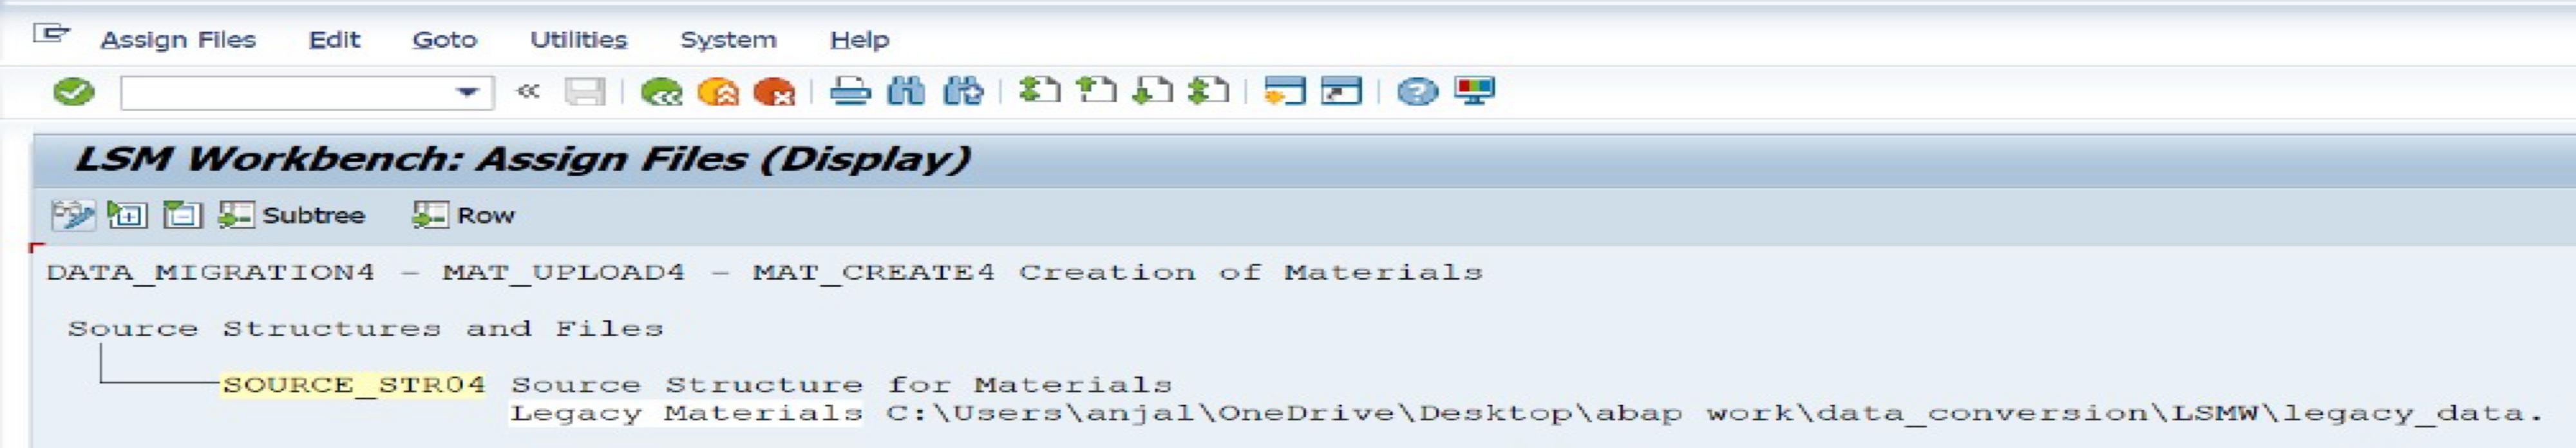 Assign Files Edit Goto Utilities System Help
LSM Workbench: Assign Files (Display)
Subtree Row
DATA_MIGRATION4 - MAT_UPLOAD4 - MAT_CREATE4 Creation of Materials
Source Structures and Files
SOURCE_STR04 Source Structure for Materials
Legacy Materials C:\Users\anjal\OneDrive\Desktop\abap work\data_conversion\LSMW\legacy_data.